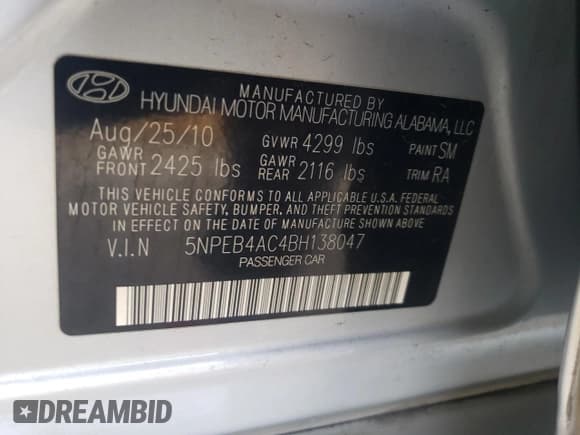 MANUFACTURED BY
HYUNDAI MOTOR MANUFACTURING ALABAMA, LLC
Aug/25/10 GVWR 4299 lbs PAINT SM
GAWR FRONT 2425 lbs GAWR REAR 2116 lbs TRIM RA
THIS VEHICLE CONFORMS TO ALL APPLICABLE U.S.A. FEDERAL
MOTOR VEHICLE SAFETY, BUMPER, AND THEFT PREVENTION STANDARDS
IN EFFECT ON THE DATE OF MANUFACTURE SHOWN ABOVE.
V.I.N 5NPEB4AC4BH138047
PASSENGER CAR
DREAMBID